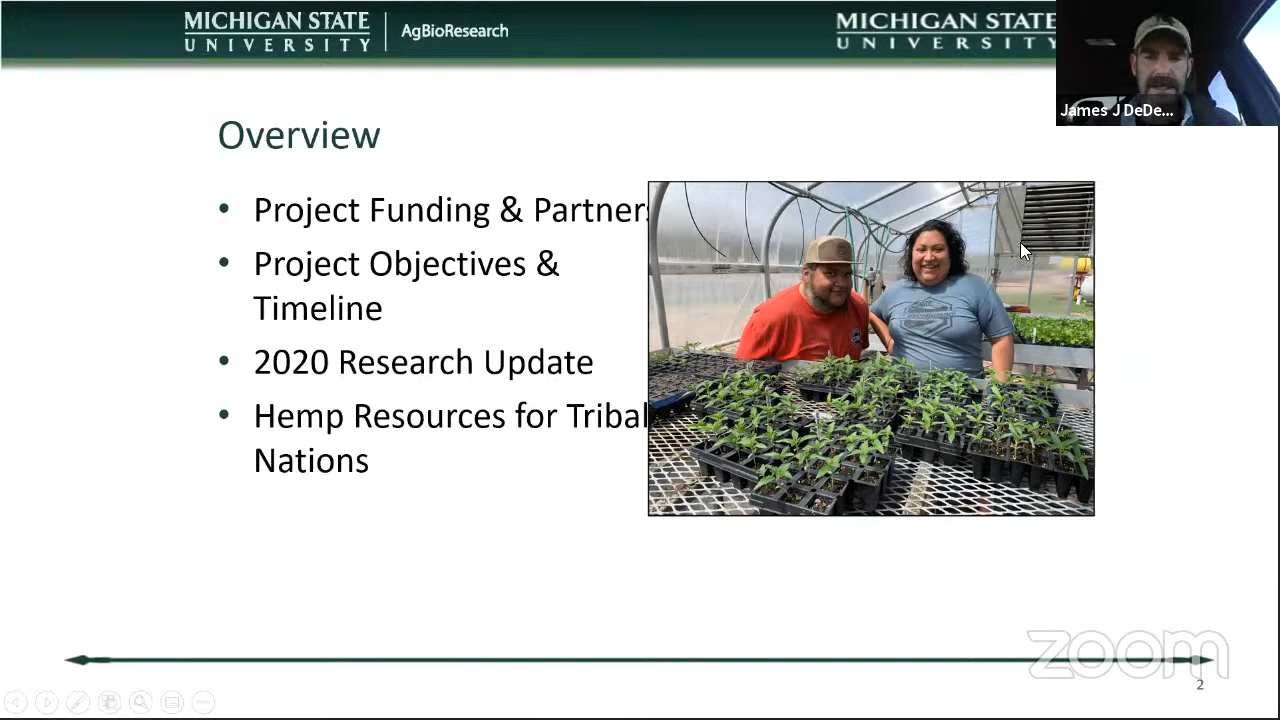 MICHIGAN STATE
UNIVERSITY
AgBioResearch
MICHIGAN STATE
UNIVERSITY
James J DeDe...
Overview
• Project Funding & Partners
• Project Objectives &
Timeline
• 2020 Research Update
• Hemp Resources for Tribal
Nations
zoom
2